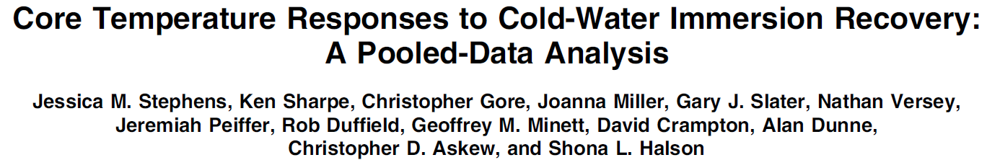 Core Temperature Responses to Cold-Water Immersion Recovery:
A Pooled-Data Analysis
Jessica M. Stephens, Ken Sharpe, Christopher Gore, Joanna Miller, Gary J. Slater, Nathan Versey,
Jeremiah Peiffer, Rob Duffield, Geoffrey M. Minett, David Crampton, Alan Dunne,
Christopher D. Askew, and Shona L. Halson